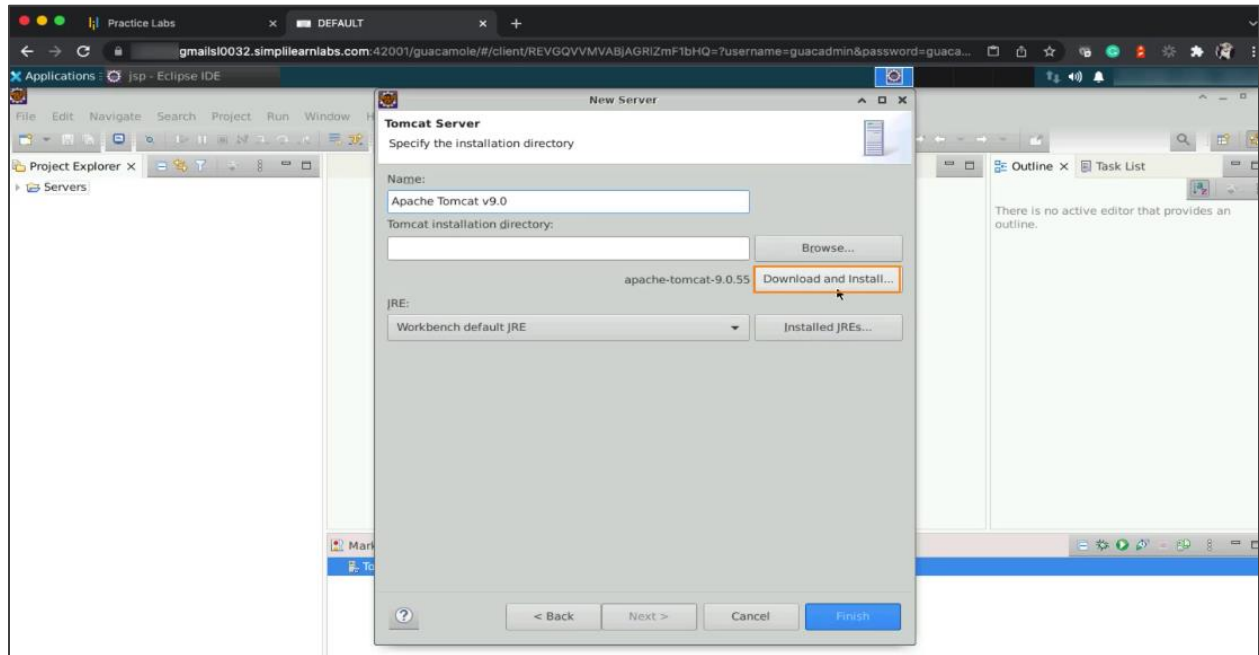 Practice Labs
DEFAULT
gmailsl0032.simplilearnlabs.com:42001/guacamole/#/client/REVGQVVMVABjAGRlZmF1bHQ=?username=guacadmin&password=guaca...
Applications : jsp - Eclipse IDE
File Edit Navigate Search Project Run Window H
New Server
Tomcat Server
Specify the installation directory
Project Explorer
Servers
Name:
Apache Tomcat v9.0
Tomcat installation directory:
Browse...
apache-tomcat-9.0.55 Download and Install...
JRE:
Workbench default JRE
Installed JREs...
Outline Task List
There is no active editor that provides an
outline.
Mark
To
< Back Next > Cancel Finish